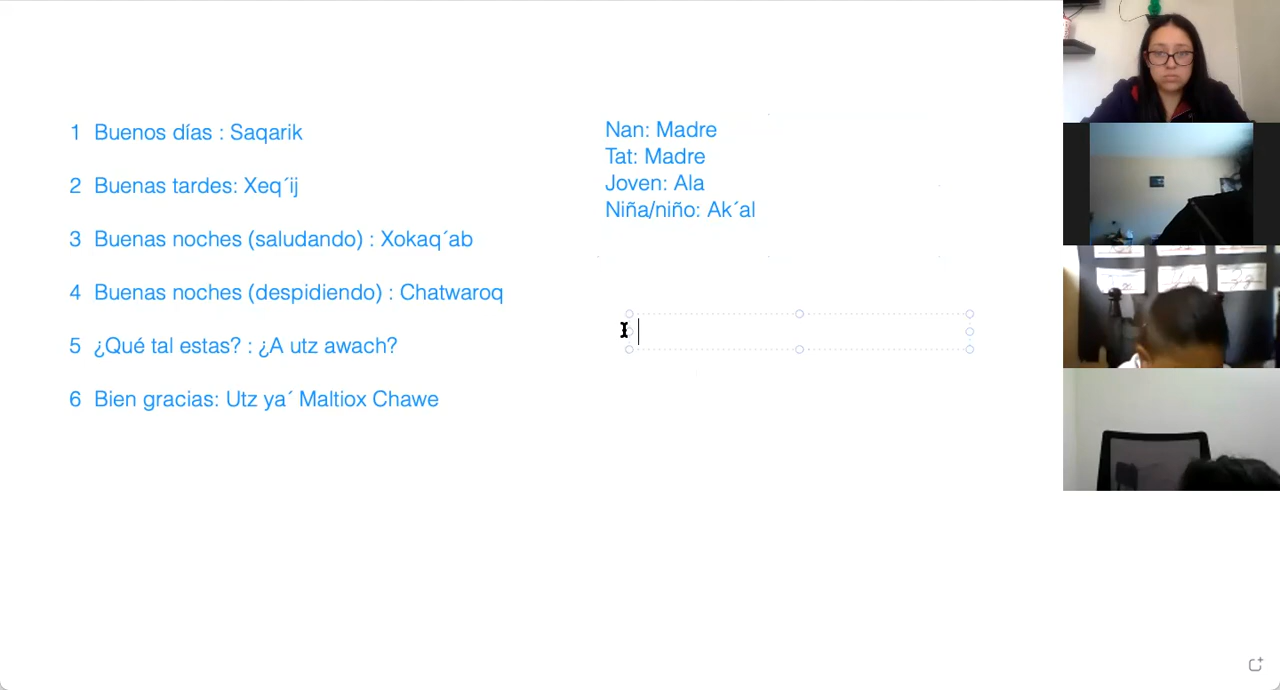 1 Buenos días : Saqarik
2 Buenas tardes: Xeq´ij
3 Buenas noches (saludando) : Xokaq´ab
4 Buenas noches (despidiendo) : Chatwaroq
5 ¿Qué tal estas? : ¿A utz awach?
6 Bien gracias: Utz ya´ Maltiox Chawe
Nan: Madre
Tat: Madre
Joven: Ala
Niña/niño: Ak´al